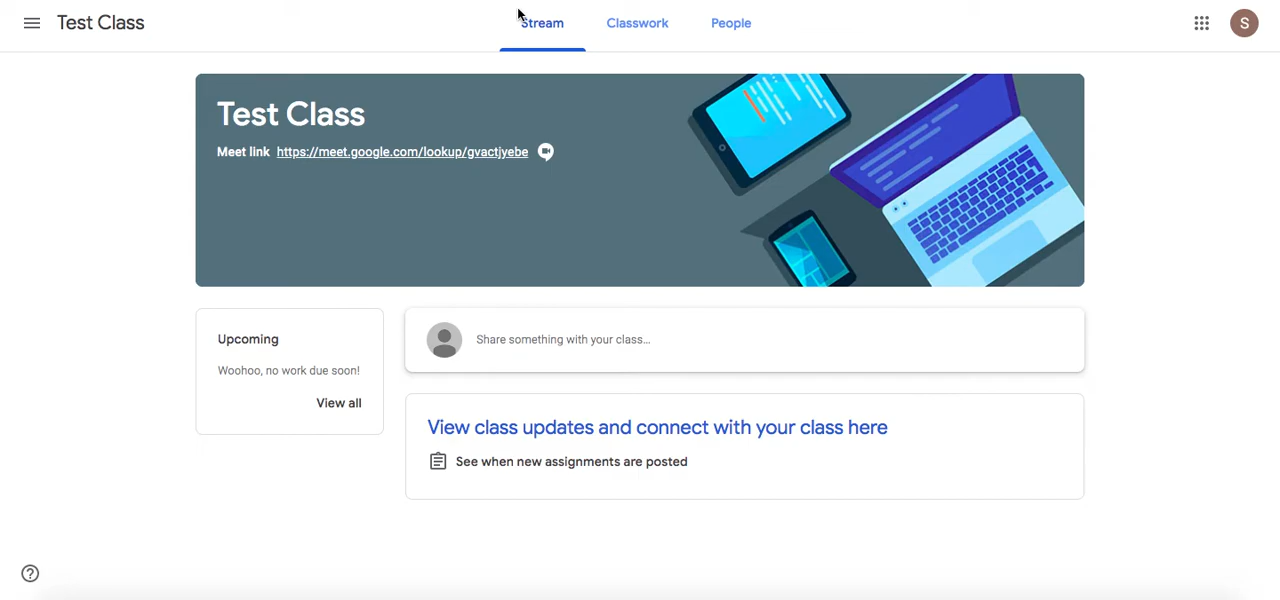 Test Class
Stream Classwork People
S
Test Class
Meet link https://meet.google.com/lookup/gvactjyebe
Upcoming
Woohoo, no work due soon!
View all
Share something with your class...
View class updates and connect with your class here
See when new assignments are posted
?